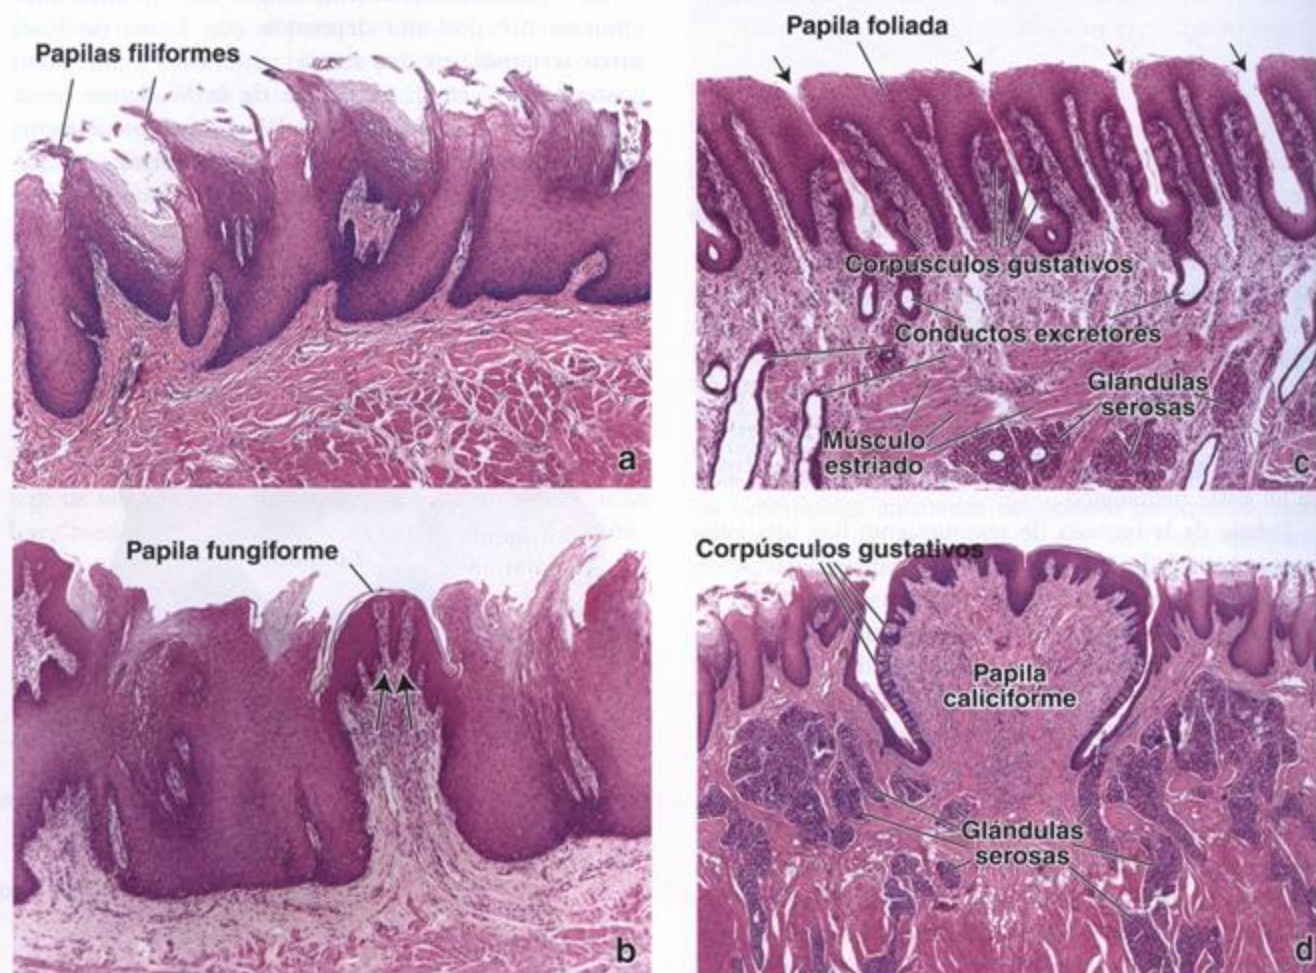 Papilas filiformes
a
Papila foliada
Corpúsculos gustativos
Conductos excretores
Glándulas
serosas
Músculo
estriado
c
Papila fungiforme
b
Corpúsculos gustativos
Papila
caliciforme
Glándulas
serosas
d